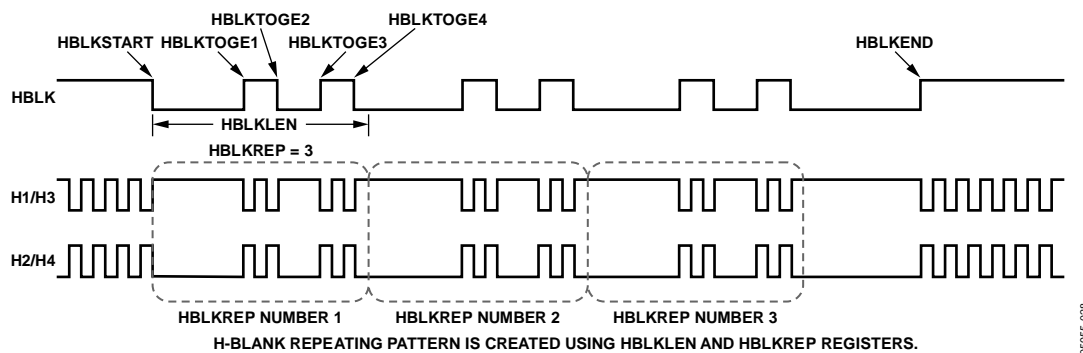 HBLKTOGE2
HBLKTOGE4
HBLKSTART
HBLKTOGE1
HBLKTOGE3
HBLKEND
HBLK
HBLKLEN
HBLKREP = 3
H1/H3
H2/H4
HBLKREP NUMBER 1
HBLKREP NUMBER 2
HBLKREP NUMBER 3
H-BLANK REPEATING PATTERN IS CREATED USING HBLKLEN AND HBLKREP REGISTERS.